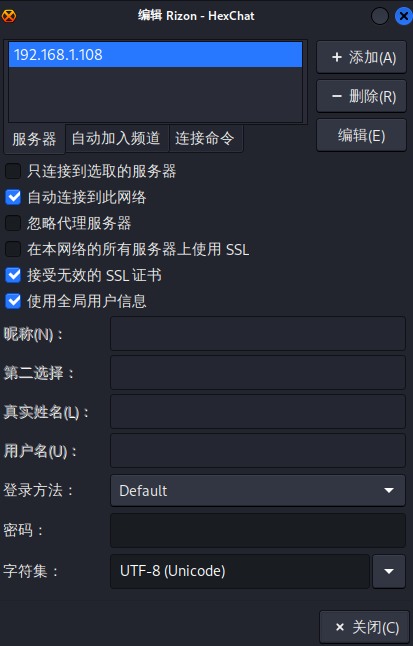 编辑 Rizon - HexChat
192.168.1.108
+ 添加(A)
− 删除(R)
编辑(E)
服务器 自动加入频道 连接命令
只连接到选取的服务器
自动连接到此网络
忽略代理服务器
在本网络的所有服务器上使用 SSL
接受无效的 SSL 证书
使用全局用户信息
昵称(N)：
第二选择：
真实姓名(L)：
用户名(U)：
登录方法： Default
密码：
字符集： UTF-8 (Unicode)
× 关闭(C)